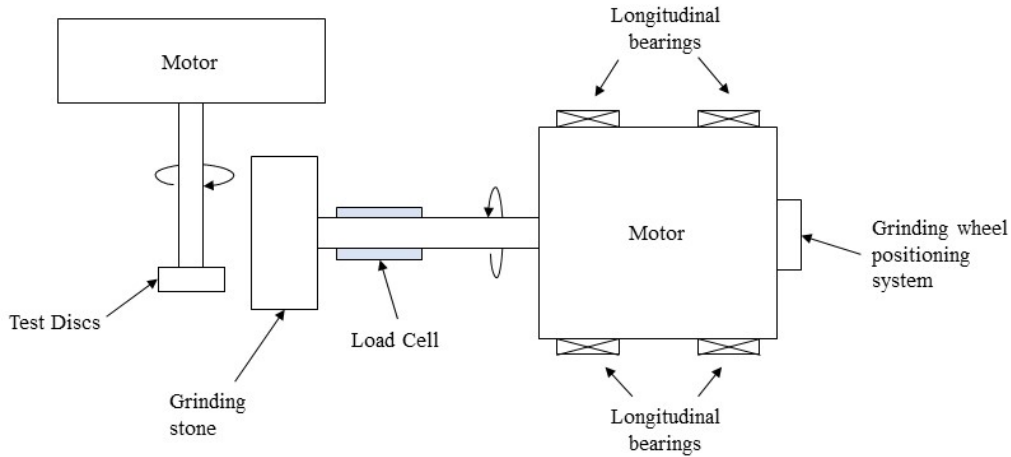 Longitudinal
bearings
Motor
Motor
Grinding wheel
positioning
system
Test Discs
Load Cell
Grinding
stone
Longitudinal
bearings